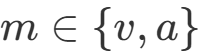 m ∈ {v, a}